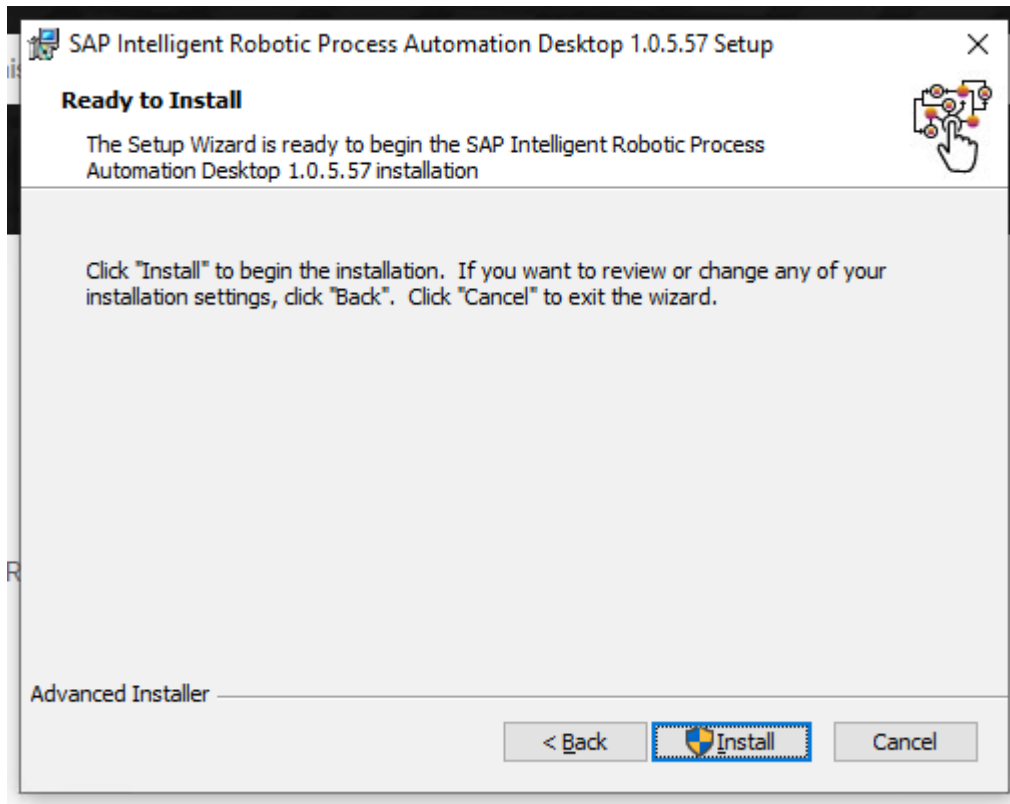 SAP Intelligent Robotic Process Automation Desktop 1.0.5.57 Setup
Ready to Install
The Setup Wizard is ready to begin the SAP Intelligent Robotic Process
Automation Desktop 1.0.5.57 installation
Click "Install" to begin the installation.  If you want to review or change any of your
installation settings, click "Back".  Click "Cancel" to exit the wizard.
R
Advanced Installer
< Back
Install
Cancel